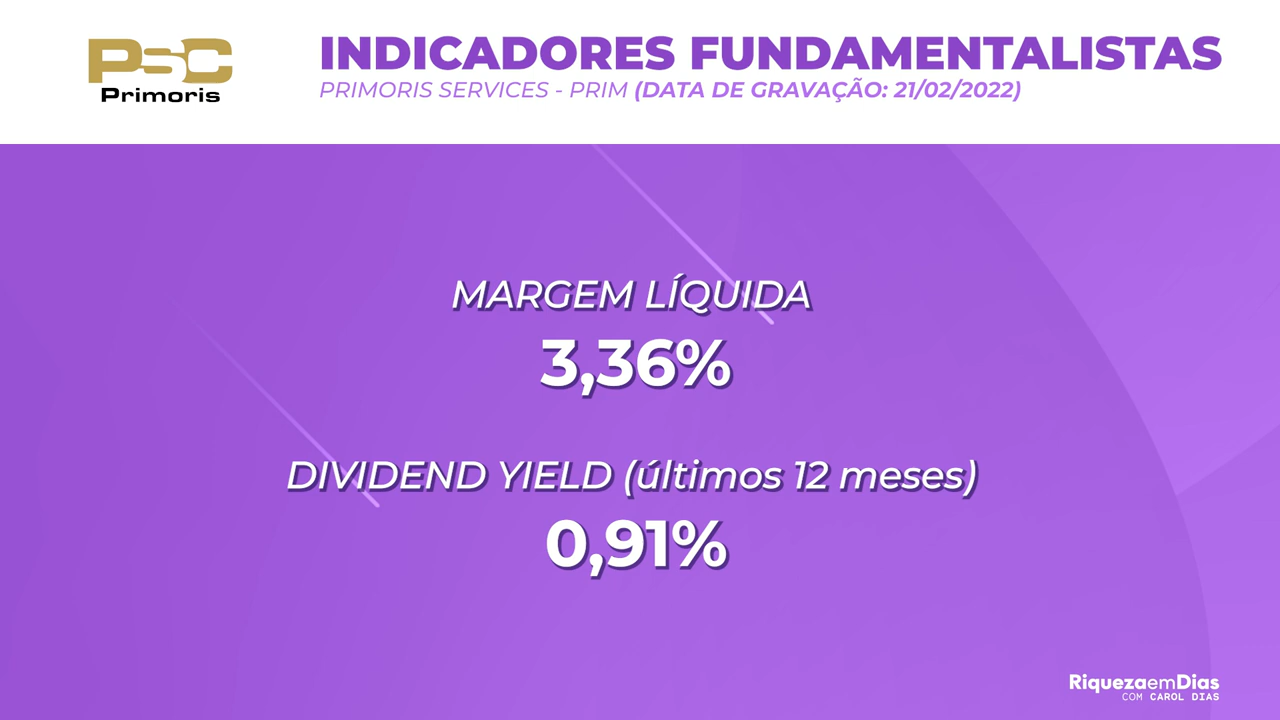 PSC
Primoris
INDICADORES FUNDAMENTALISTAS
PRIMORIS SERVICES - PRIM (DATA DE GRAVAÇÃO: 21/02/2022)
MARGEM LÍQUIDA
3,36%
DIVIDEND YIELD (últimos 12 meses)
0,91%
RiquezaemDias
COM CAROL DIAS